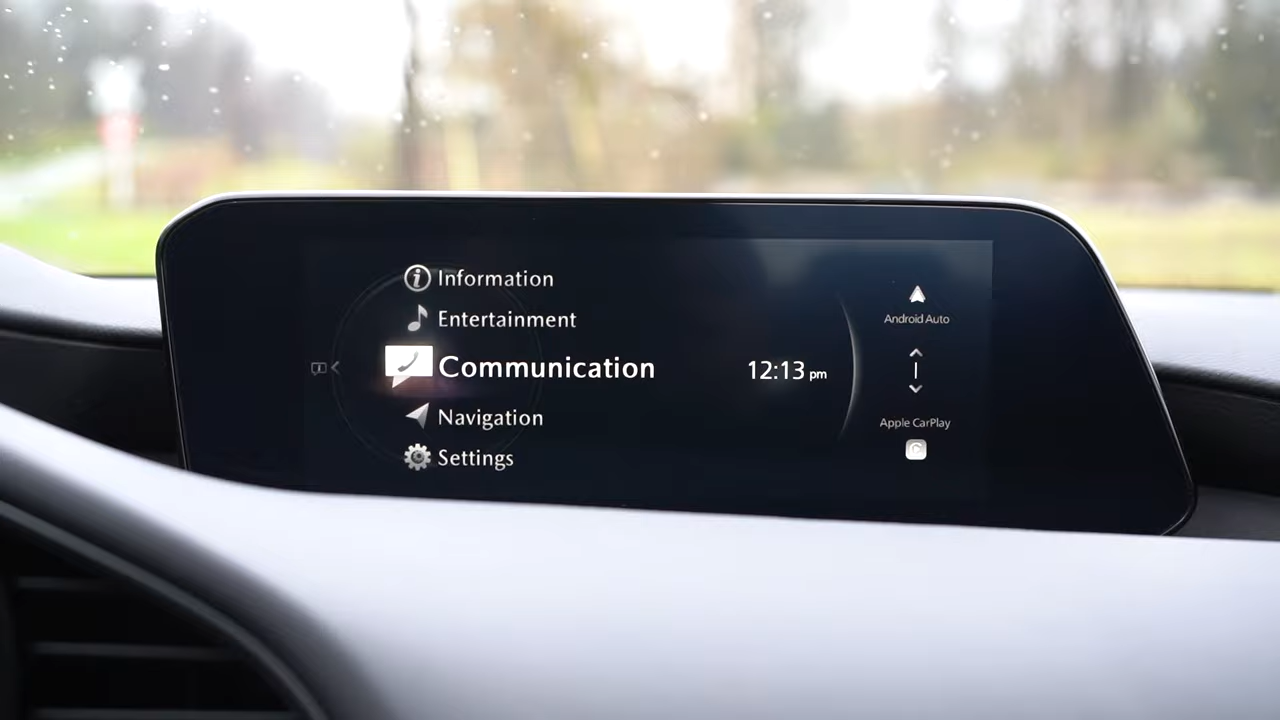 Information
Entertainment
Communication
Navigation
Settings
12:13 pm
Android Auto
Apple CarPlay